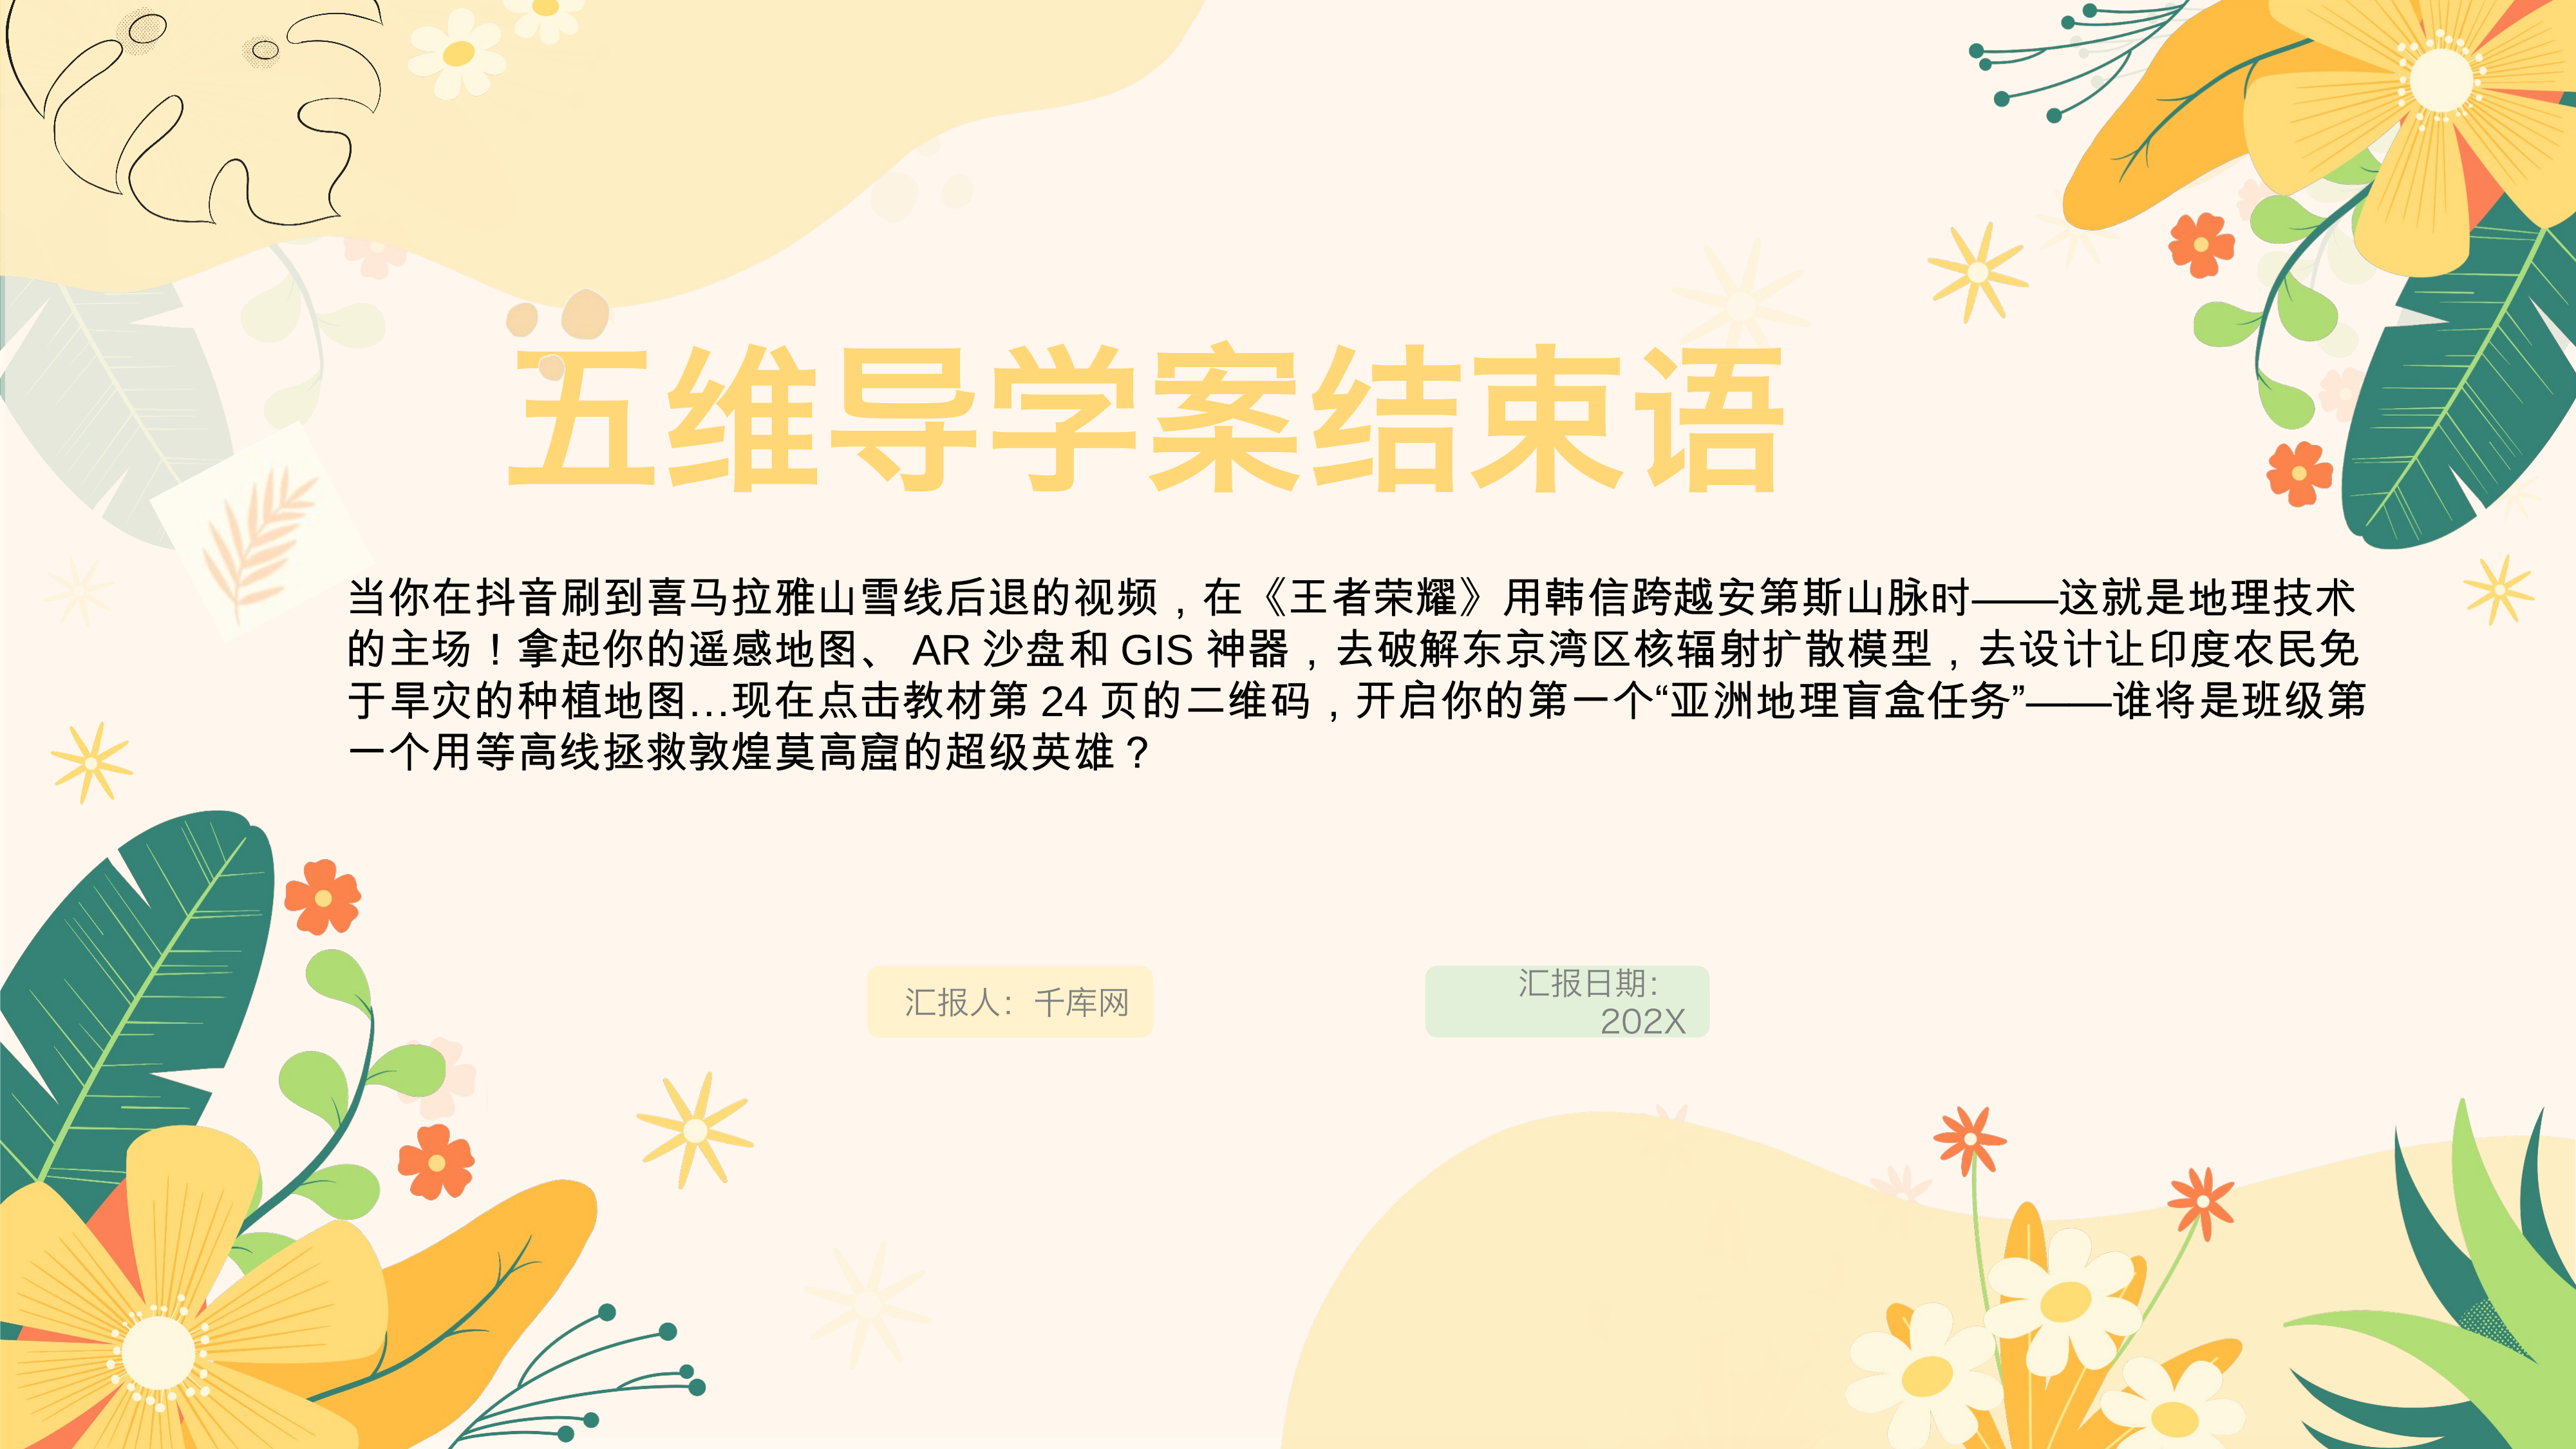 五维导学案结束语
当你在抖音刷到喜马拉雅山雪线后退的视频，在《王者荣耀》用韩信跨越安第斯山脉时——这就是地理技术
的主场！拿起你的遥感地图、 AR 沙盘和 GIS 神器，去破解东京湾区核辐射扩散模型，去设计让印度农民免
于旱灾的种植地图…现在点击教材第 24 页的二维码，开启你的第一个“亚洲地理盲盒任务”——谁将是班级第
一个用等高线拯救敦煌莫高窟的超级英雄？
汇报人：千库网
汇报日期：
202X